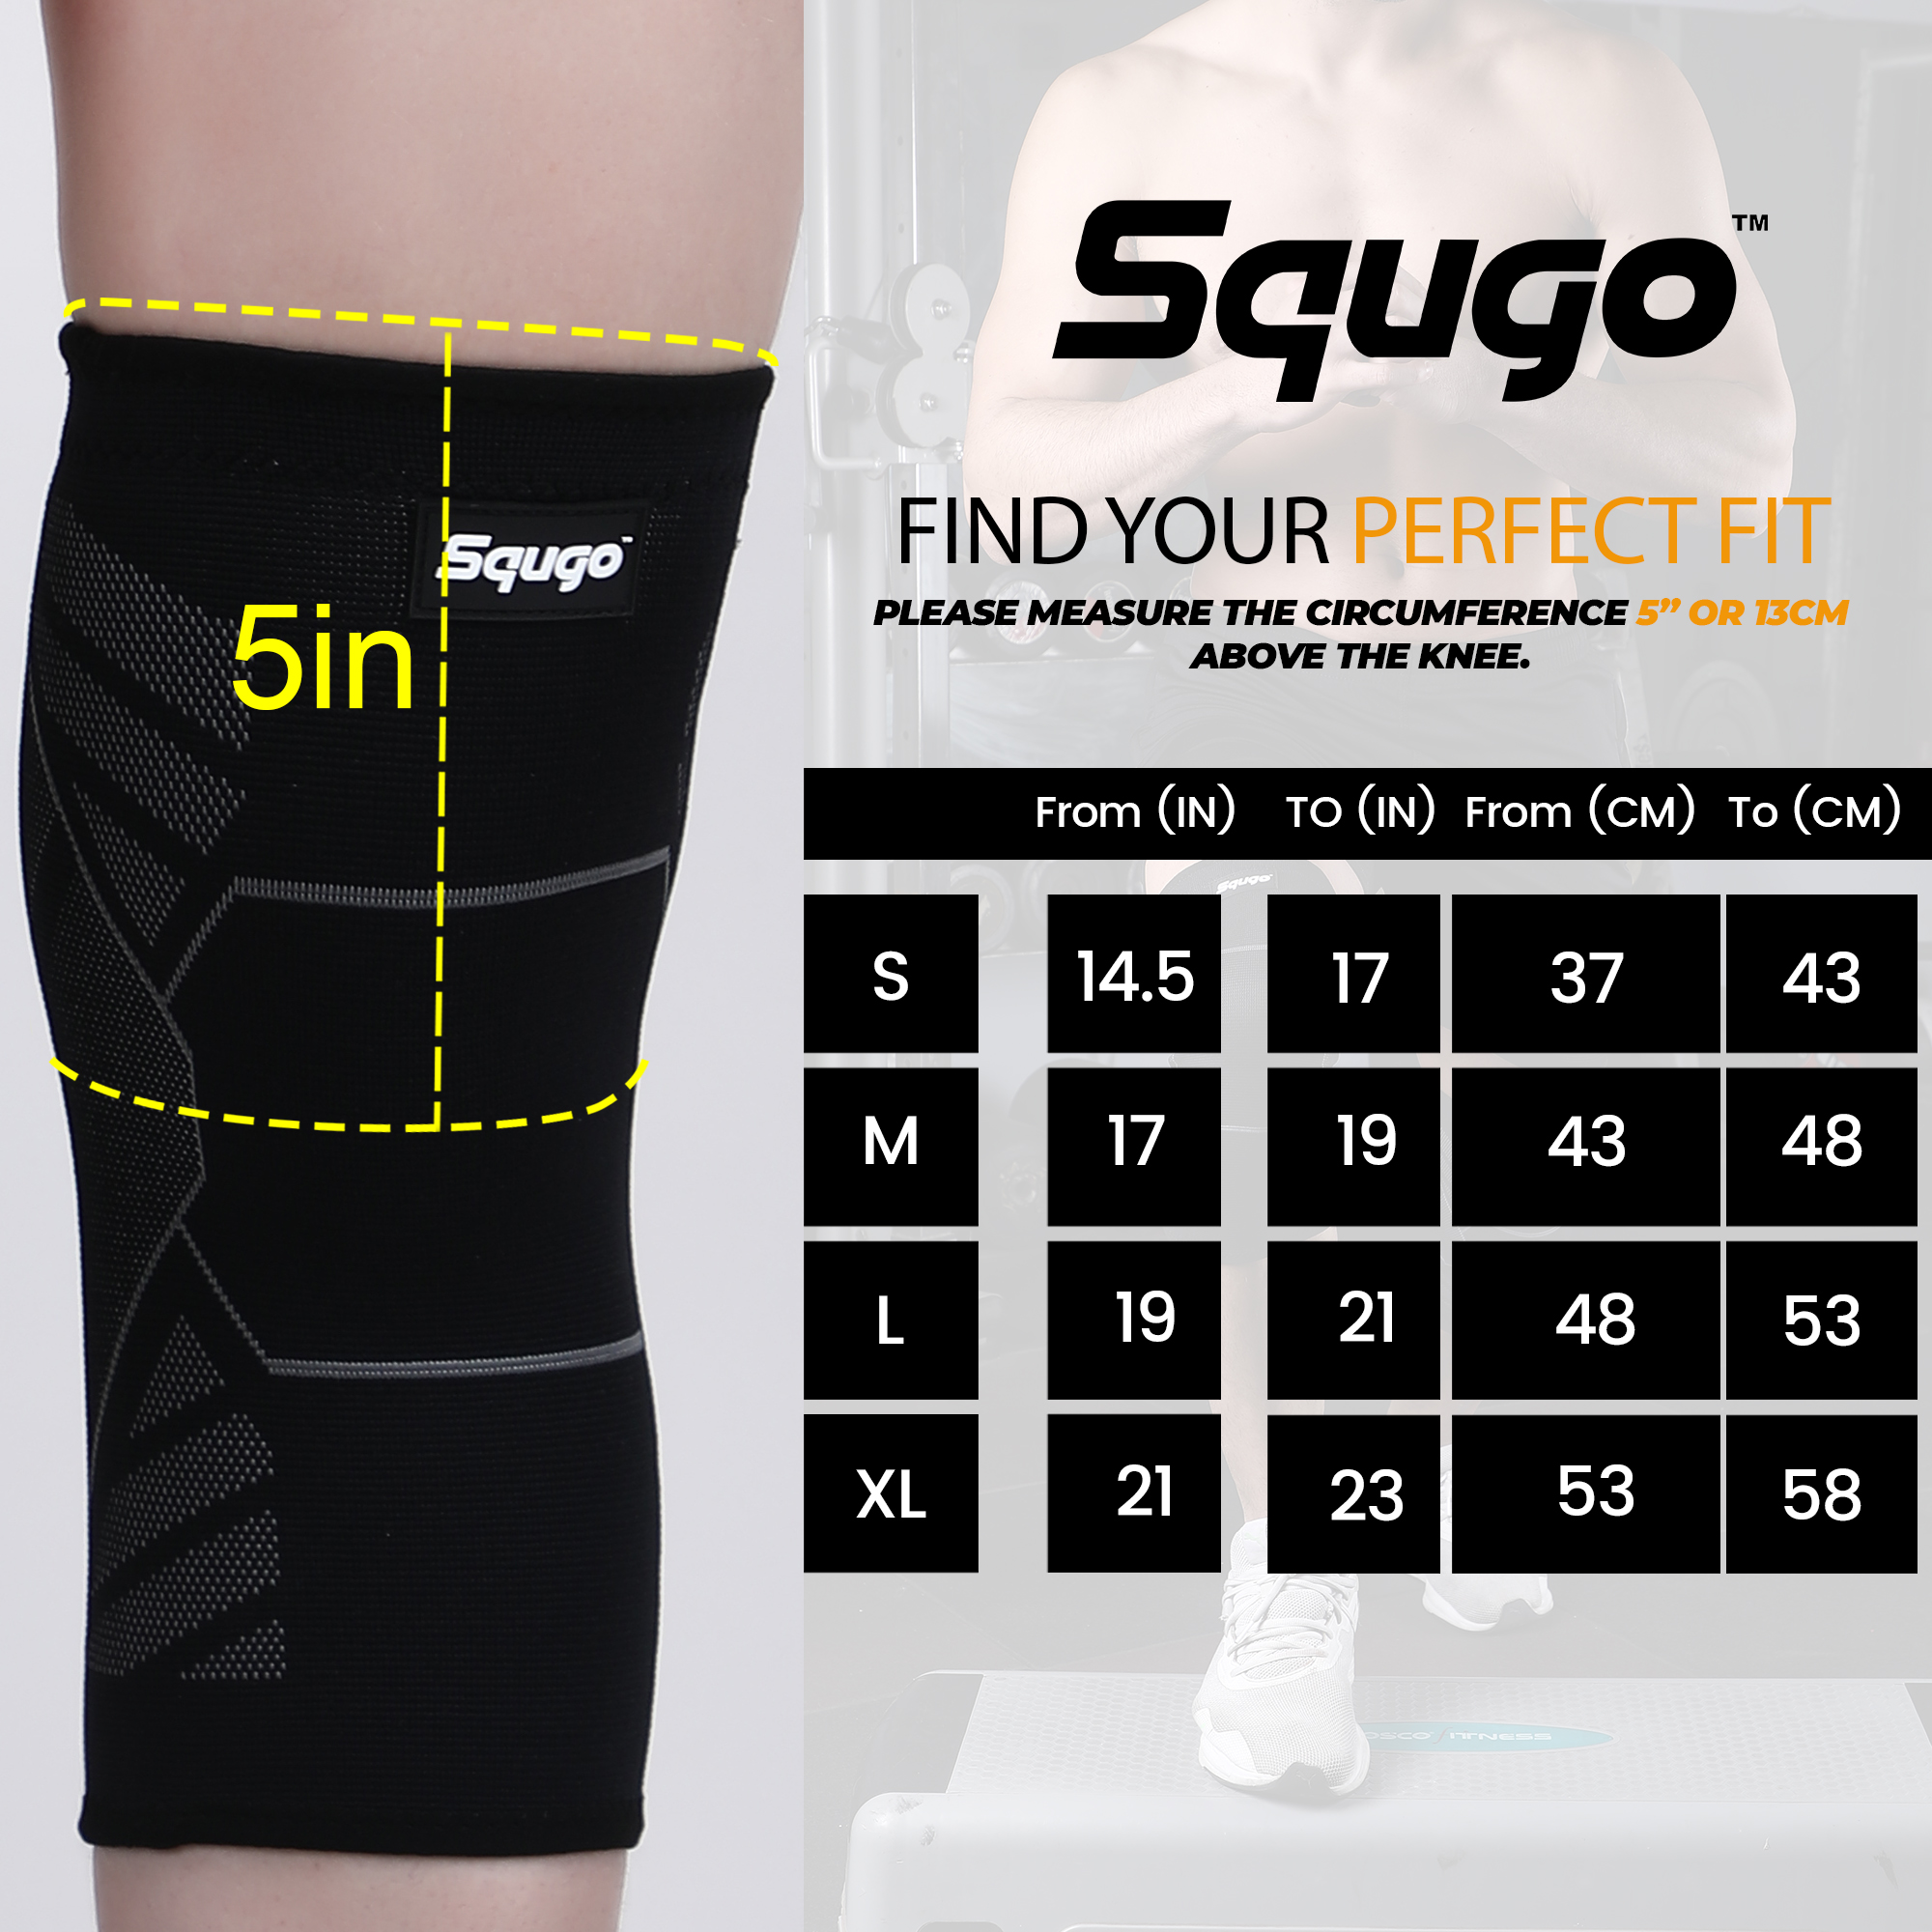 Squgo™
FIND YOUR PERFECT FIT
PLEASE MEASURE THE CIRCUMFERENCE 5” OR 13CM
ABOVE THE KNEE.
Squgo™
5in
From (IN) TO (IN) From (CM) To (CM)
Squgo
S 14.5 17 37 43
M 17 19 43 48
L 19 21 48 53
XL 21 23 53 58
FITNESS